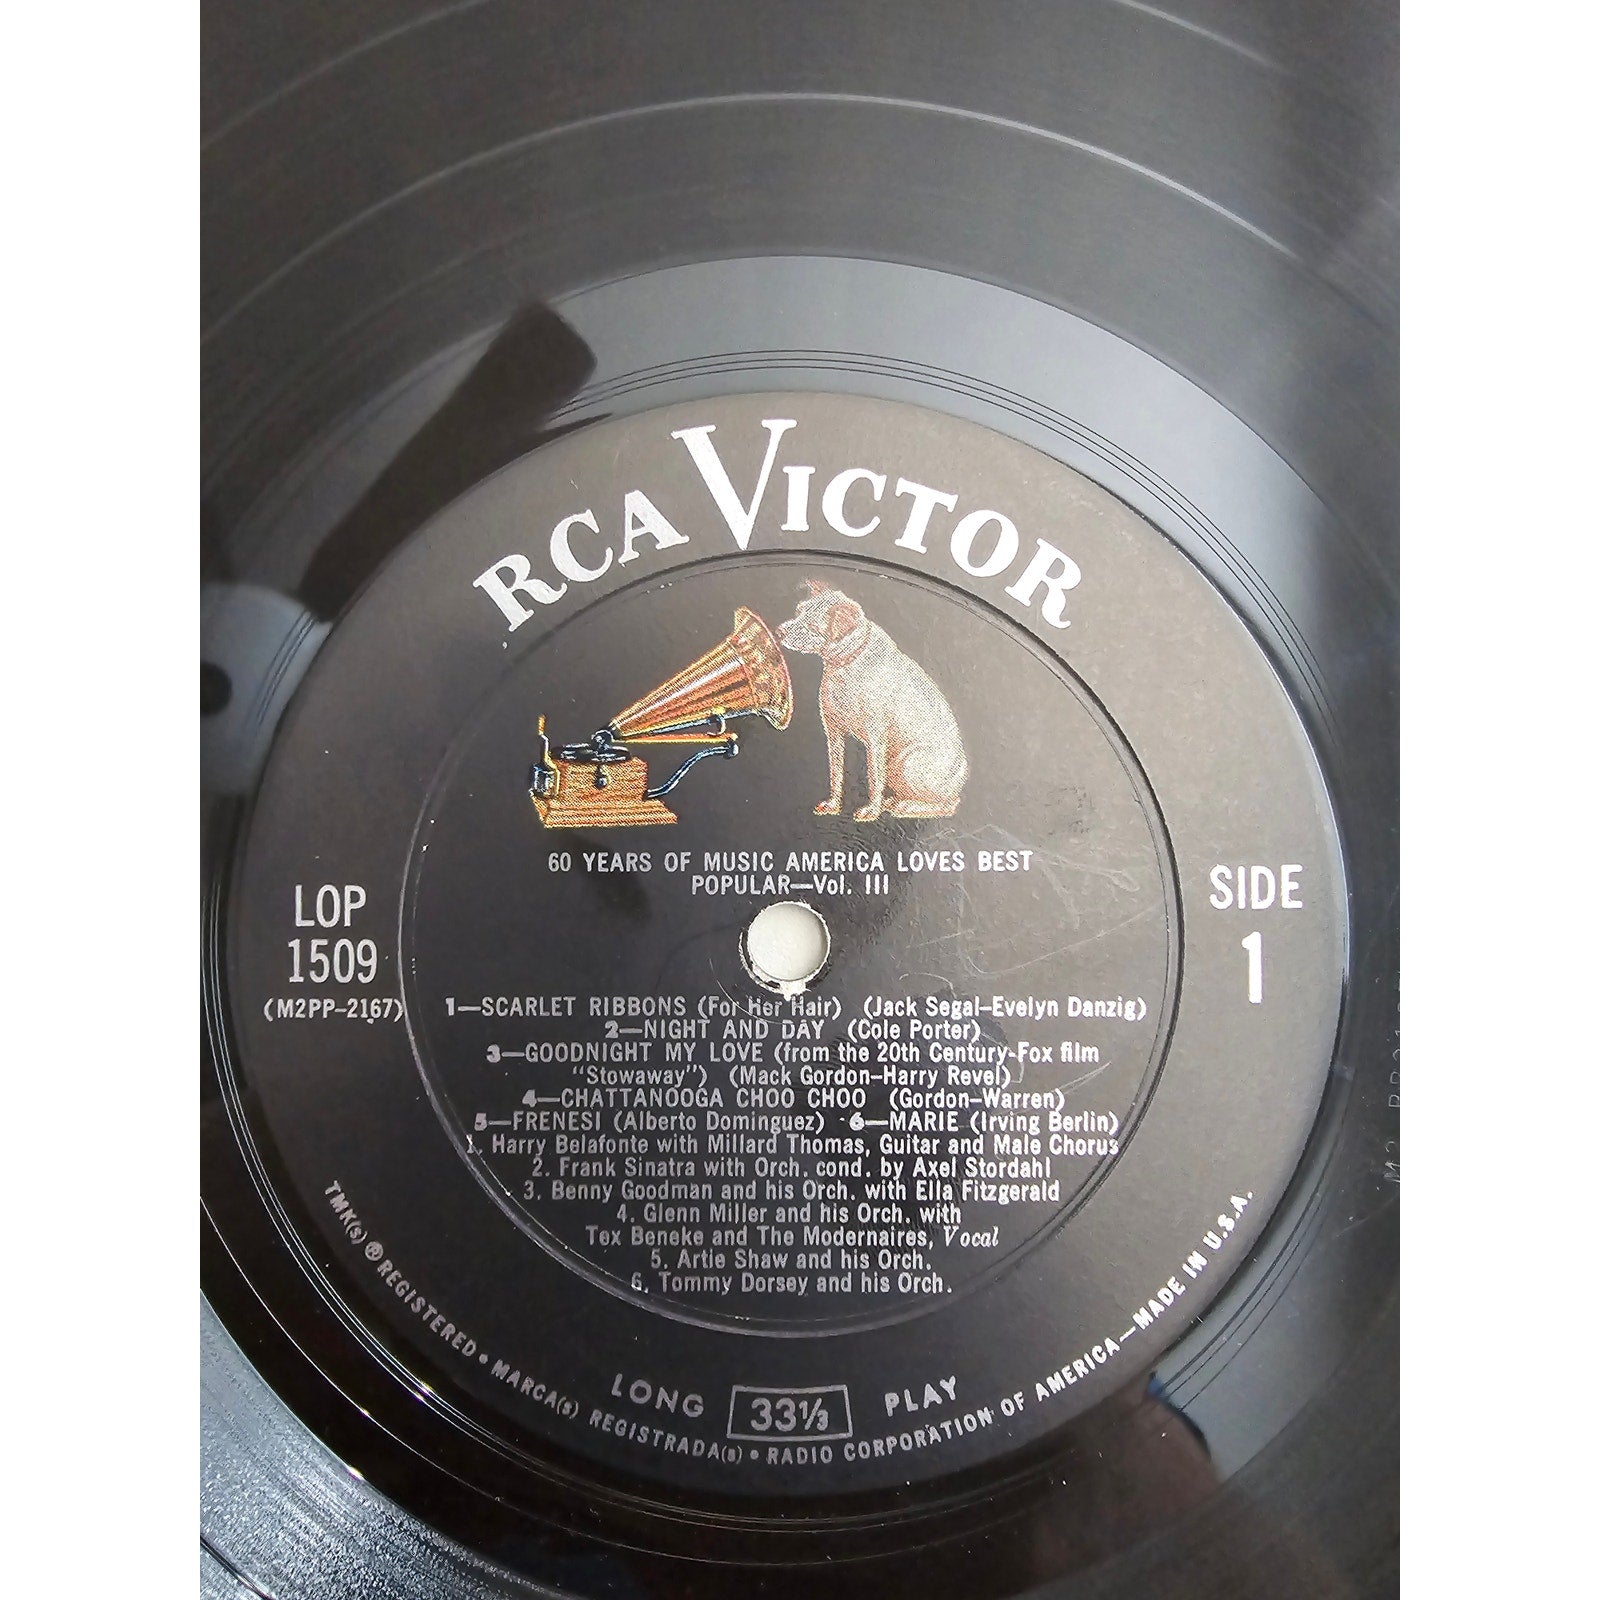 RCA VICTOR
60 YEARS OF MUSIC AMERICA LOVES BEST
POPULAR—Vol. III
LOP
1509
(M2PP-2167)
SIDE
1
1—SCARLET RIBBONS (For Her Hair) (Jack Segal-Evelyn Danzig)
2—NIGHT AND DAY (Cole Porter)
3—GOODNIGHT MY LOVE (from the 20th Century-Fox film
"Stowaway") (Mack Gordon-Harry Revel)
4—CHATTANOOGA CHOO CHOO (Gordon-Warren)
5—FRENESI (Alberto Dominguez) - 6—MARIE (Irving Berlin)
1. Harry Belafonte with Millard Thomas, Guitar and Male Chorus
2. Frank Sinatra with Orch. cond. by Axel Stordahl
3. Benny Goodman and his Orch. with Ella Fitzgerald
4. Glenn Miller and his Orch. with
Tex Beneke and The Modernaires, Vocal
5. Artie Shaw and his Orch.
6. Tommy Dorsey and his Orch.
LONG 33⅓ PLAY
TMK(s) ® REGISTERED • MARCA(s) REGISTRADA(s) • RADIO CORPORATION OF AMERICA—MADE IN U.S.A.